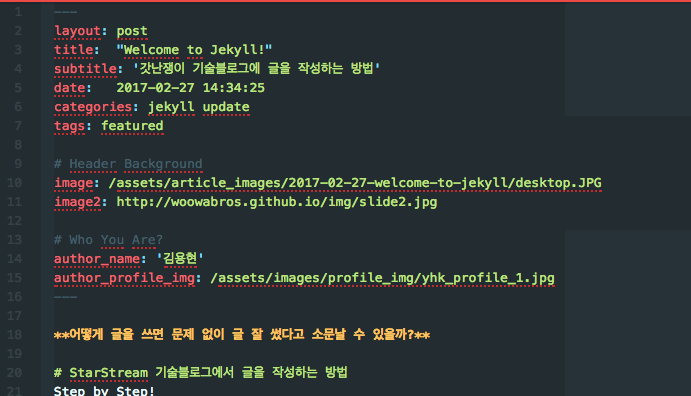 1 ---
2 layout: post
3 title:  "Welcome to Jekyll!"
4 subtitle: '갓난쟁이 기술블로그에 글을 작성하는 방법'
5 date:   2017-02-27 14:34:25
6 categories: jekyll update
7 tags: featured
8
9 # Header Background
10 image: /assets/article_images/2017-02-27-welcome-to-jekyll/desktop.JPG
11 image2: http://woowabros.github.io/img/slide2.jpg
12
13 # Who You Are?
14 author_name: '김용현'
15 author_profile_img: /assets/images/profile_img/yhk_profile_1.jpg
16 ---
17
18 **어떻게 글을 쓰면 문제 없이 글 잘 썼다고 소문날 수 있을까?**
19
20 # StarStream 기술블로그에서 글을 작성하는 방법
21 Step by Step!